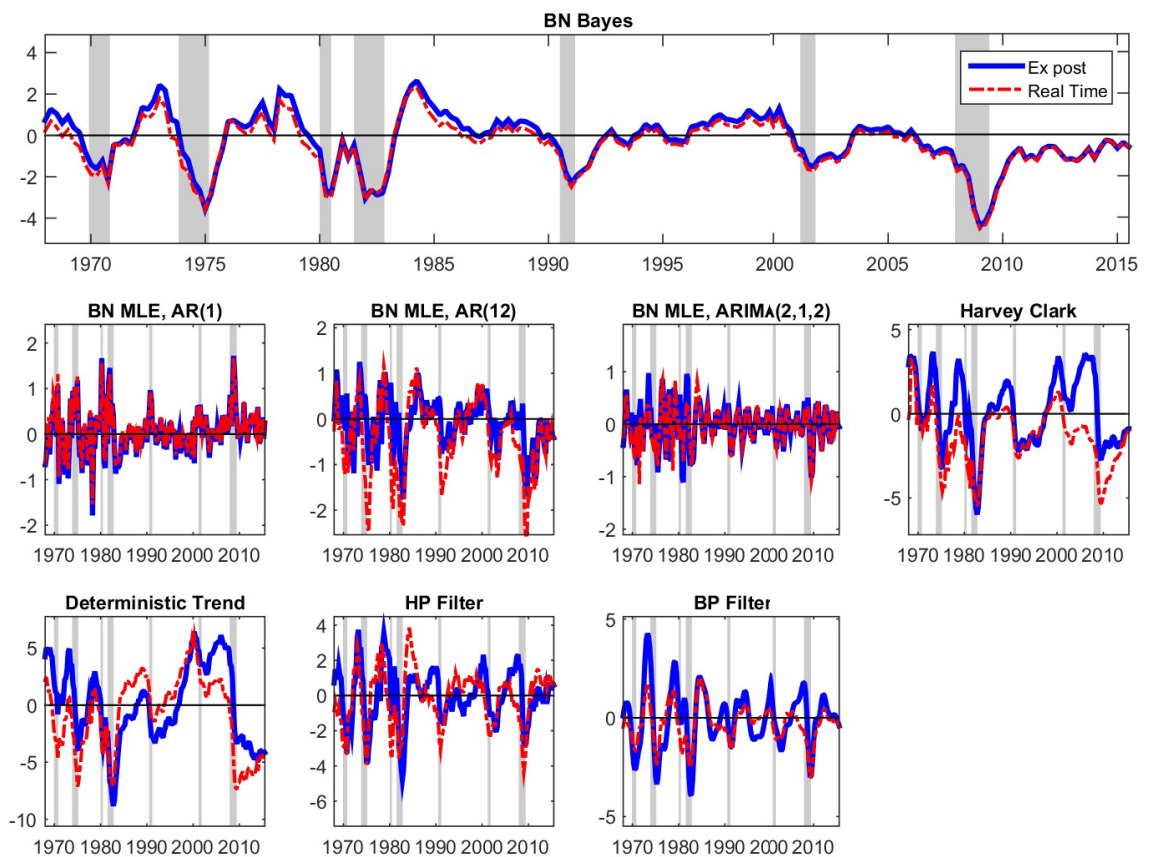 BN Bayes
4
2
0
-2
-4
Ex post
Real Time
1970 1975 1980 1985 1990 1995 2000 2005 2010 2015
BN MLE, AR(1)
2
1
0
-1
-2
1970 1980 1990 2000 2010
BN MLE, AR(12)
2
1
0
-1
-2
1970 1980 1990 2000 2010
BN MLE, ARIMA(2,1,2)
2
1
0
-1
-2
1970 1980 1990 2000 2010
Harvey Clark
5
0
-5
1970 1980 1990 2000 2010
Deterministic Trend
5
0
-5
-10
1970 1980 1990 2000 2010
HP Filter
4
2
0
-2
-4
-6
1970 1980 1990 2000 2010
BP Filter
5
0
-5
1970 1980 1990 2000 2010